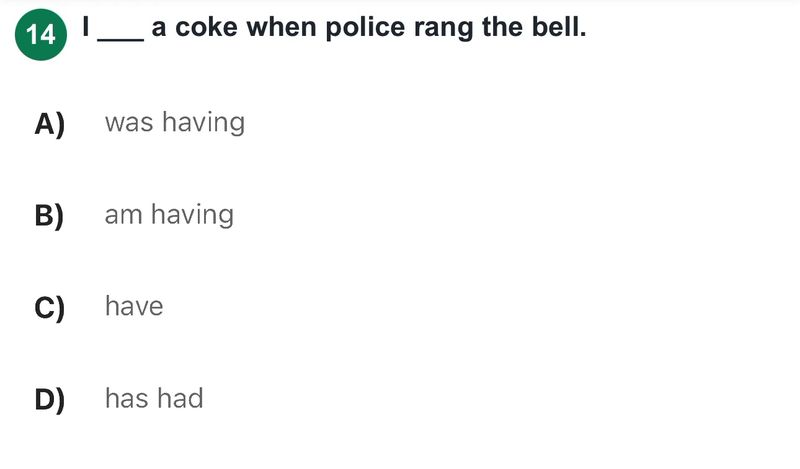 14 I ___ a coke when police rang the bell.
A) was having
B) am having
C) have
D) has had